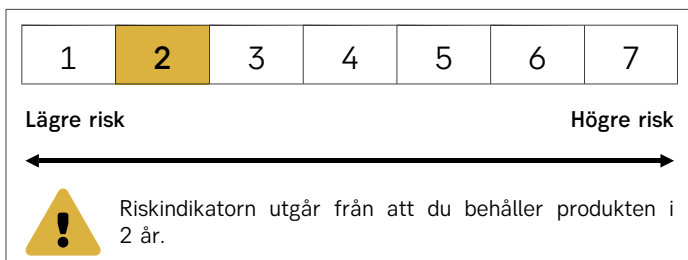 1 2 3 4 5 6 7
Lägre risk Högre risk
Riskindikatorn utgår från att du behåller produkten i
2 år.